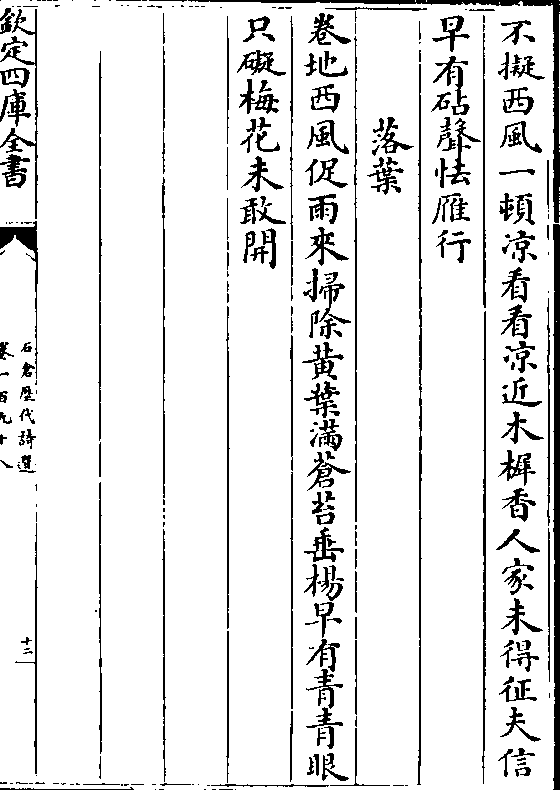 不擬西風一頓凉看看凉近木樨香人家未得征夫信
早有砧聲怯雁行
落葉
卷地西風促雨來掃除黄葉滿蒼苔垂楊早有青青眼
只礙梅花未敢開
欽定四庫全書
石倉歷代詩選
卷一百九十八
十二